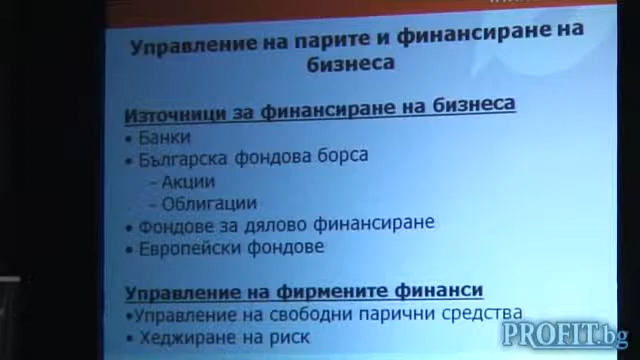 Управление на парите и финансиране на
бизнеса
Източници за финансиране на бизнеса
• Банки
• Българска фондова борса
- Акции
- Облигации
• Фондове за дялово финансиране
• Европейски фондове
Управление на фирмените финанси
•Управление на свободни парични средства
• Хеджиране на риск
PROFIT.bg